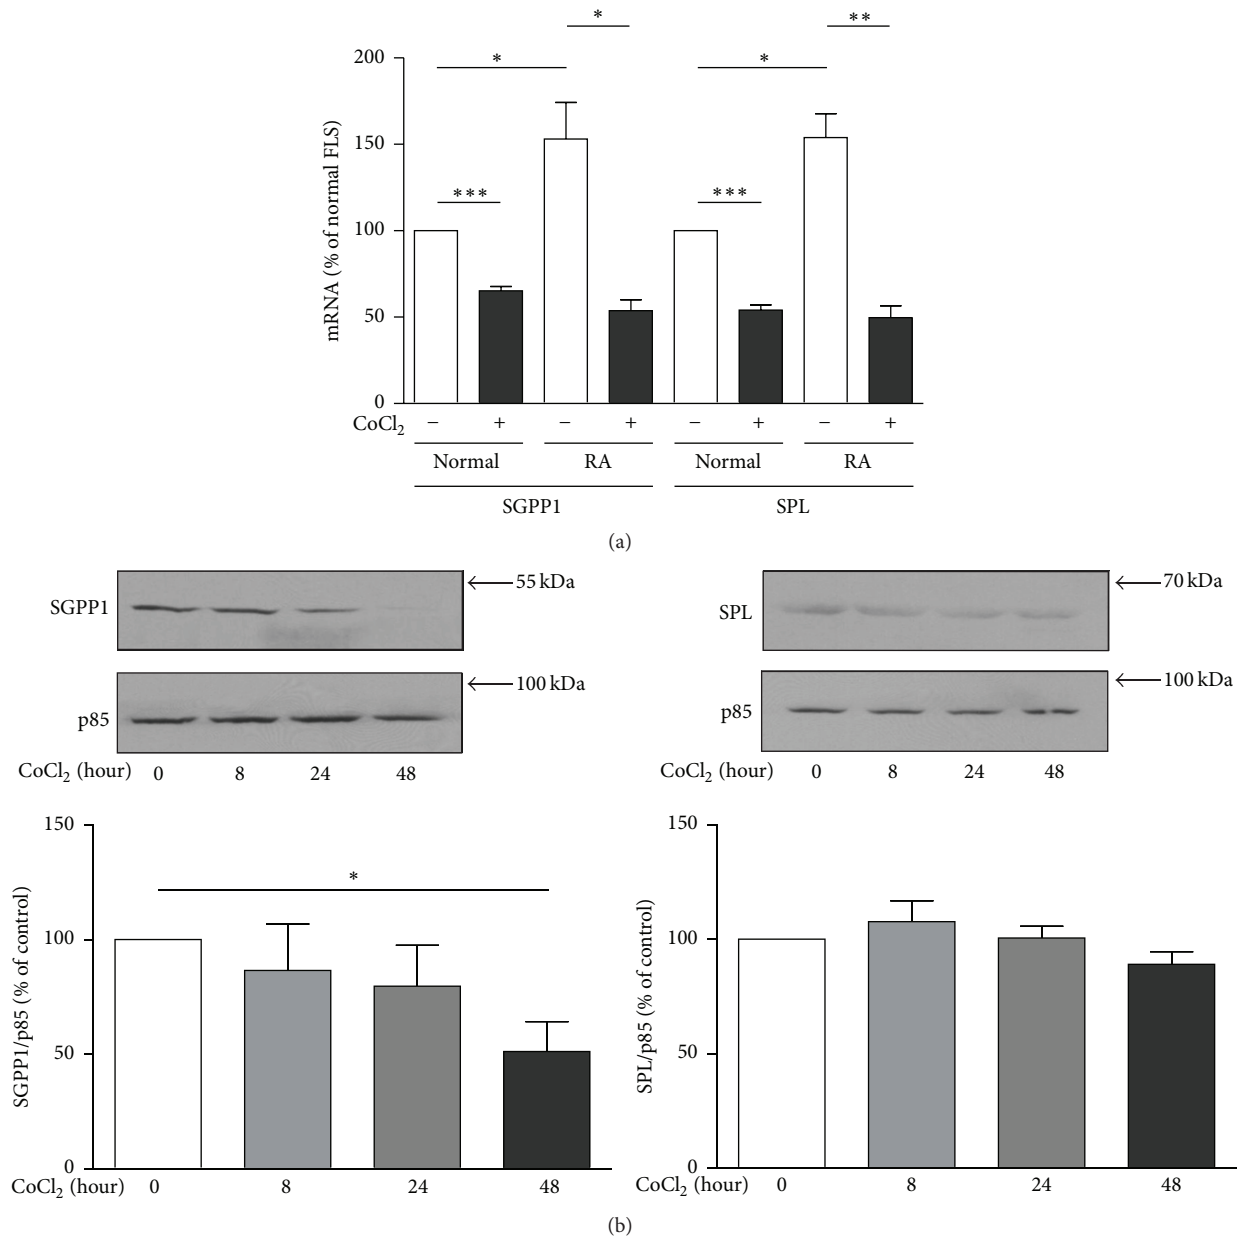 * **
200
* *
150
*** ***
100
50
0
mRNA (% of normal FLS)
CoCl2 − + − + − + − +
Normal RA Normal RA
SGPP1 SPL
(a)
SGPP1 55 kDa
p85 100 kDa
CoCl2 (hour) 0 8 24 48
SPL 70 kDa
p85 100 kDa
CoCl2 (hour) 0 8 24 48
150
*
100
50
0
SGPP1/p85 (% of control)
CoCl2 (hour) 0 8 24 48
150
100
50
0
SPL/p85 (% of control)
CoCl2 (hour) 0 8 24 48
(b)